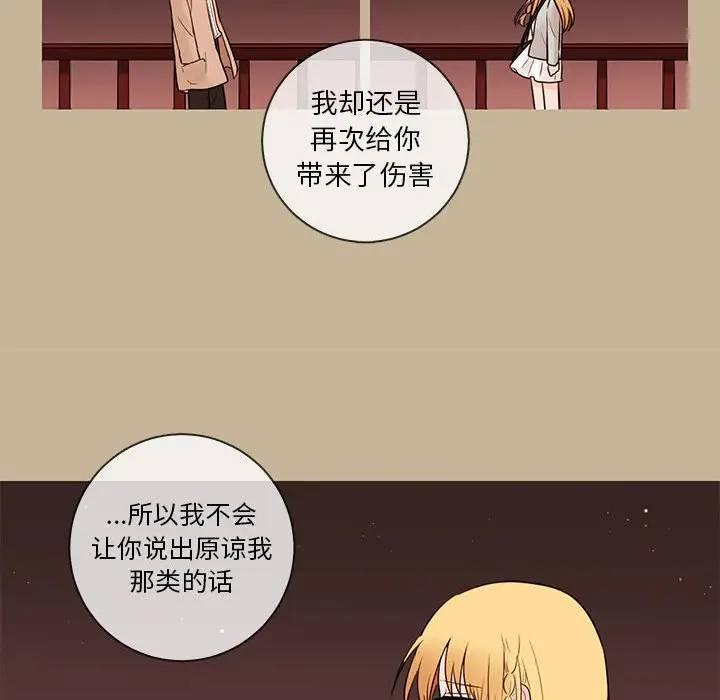 我却还是
再次给你
带来了伤害
...所以我不会
让你说出原谅我
那类的话